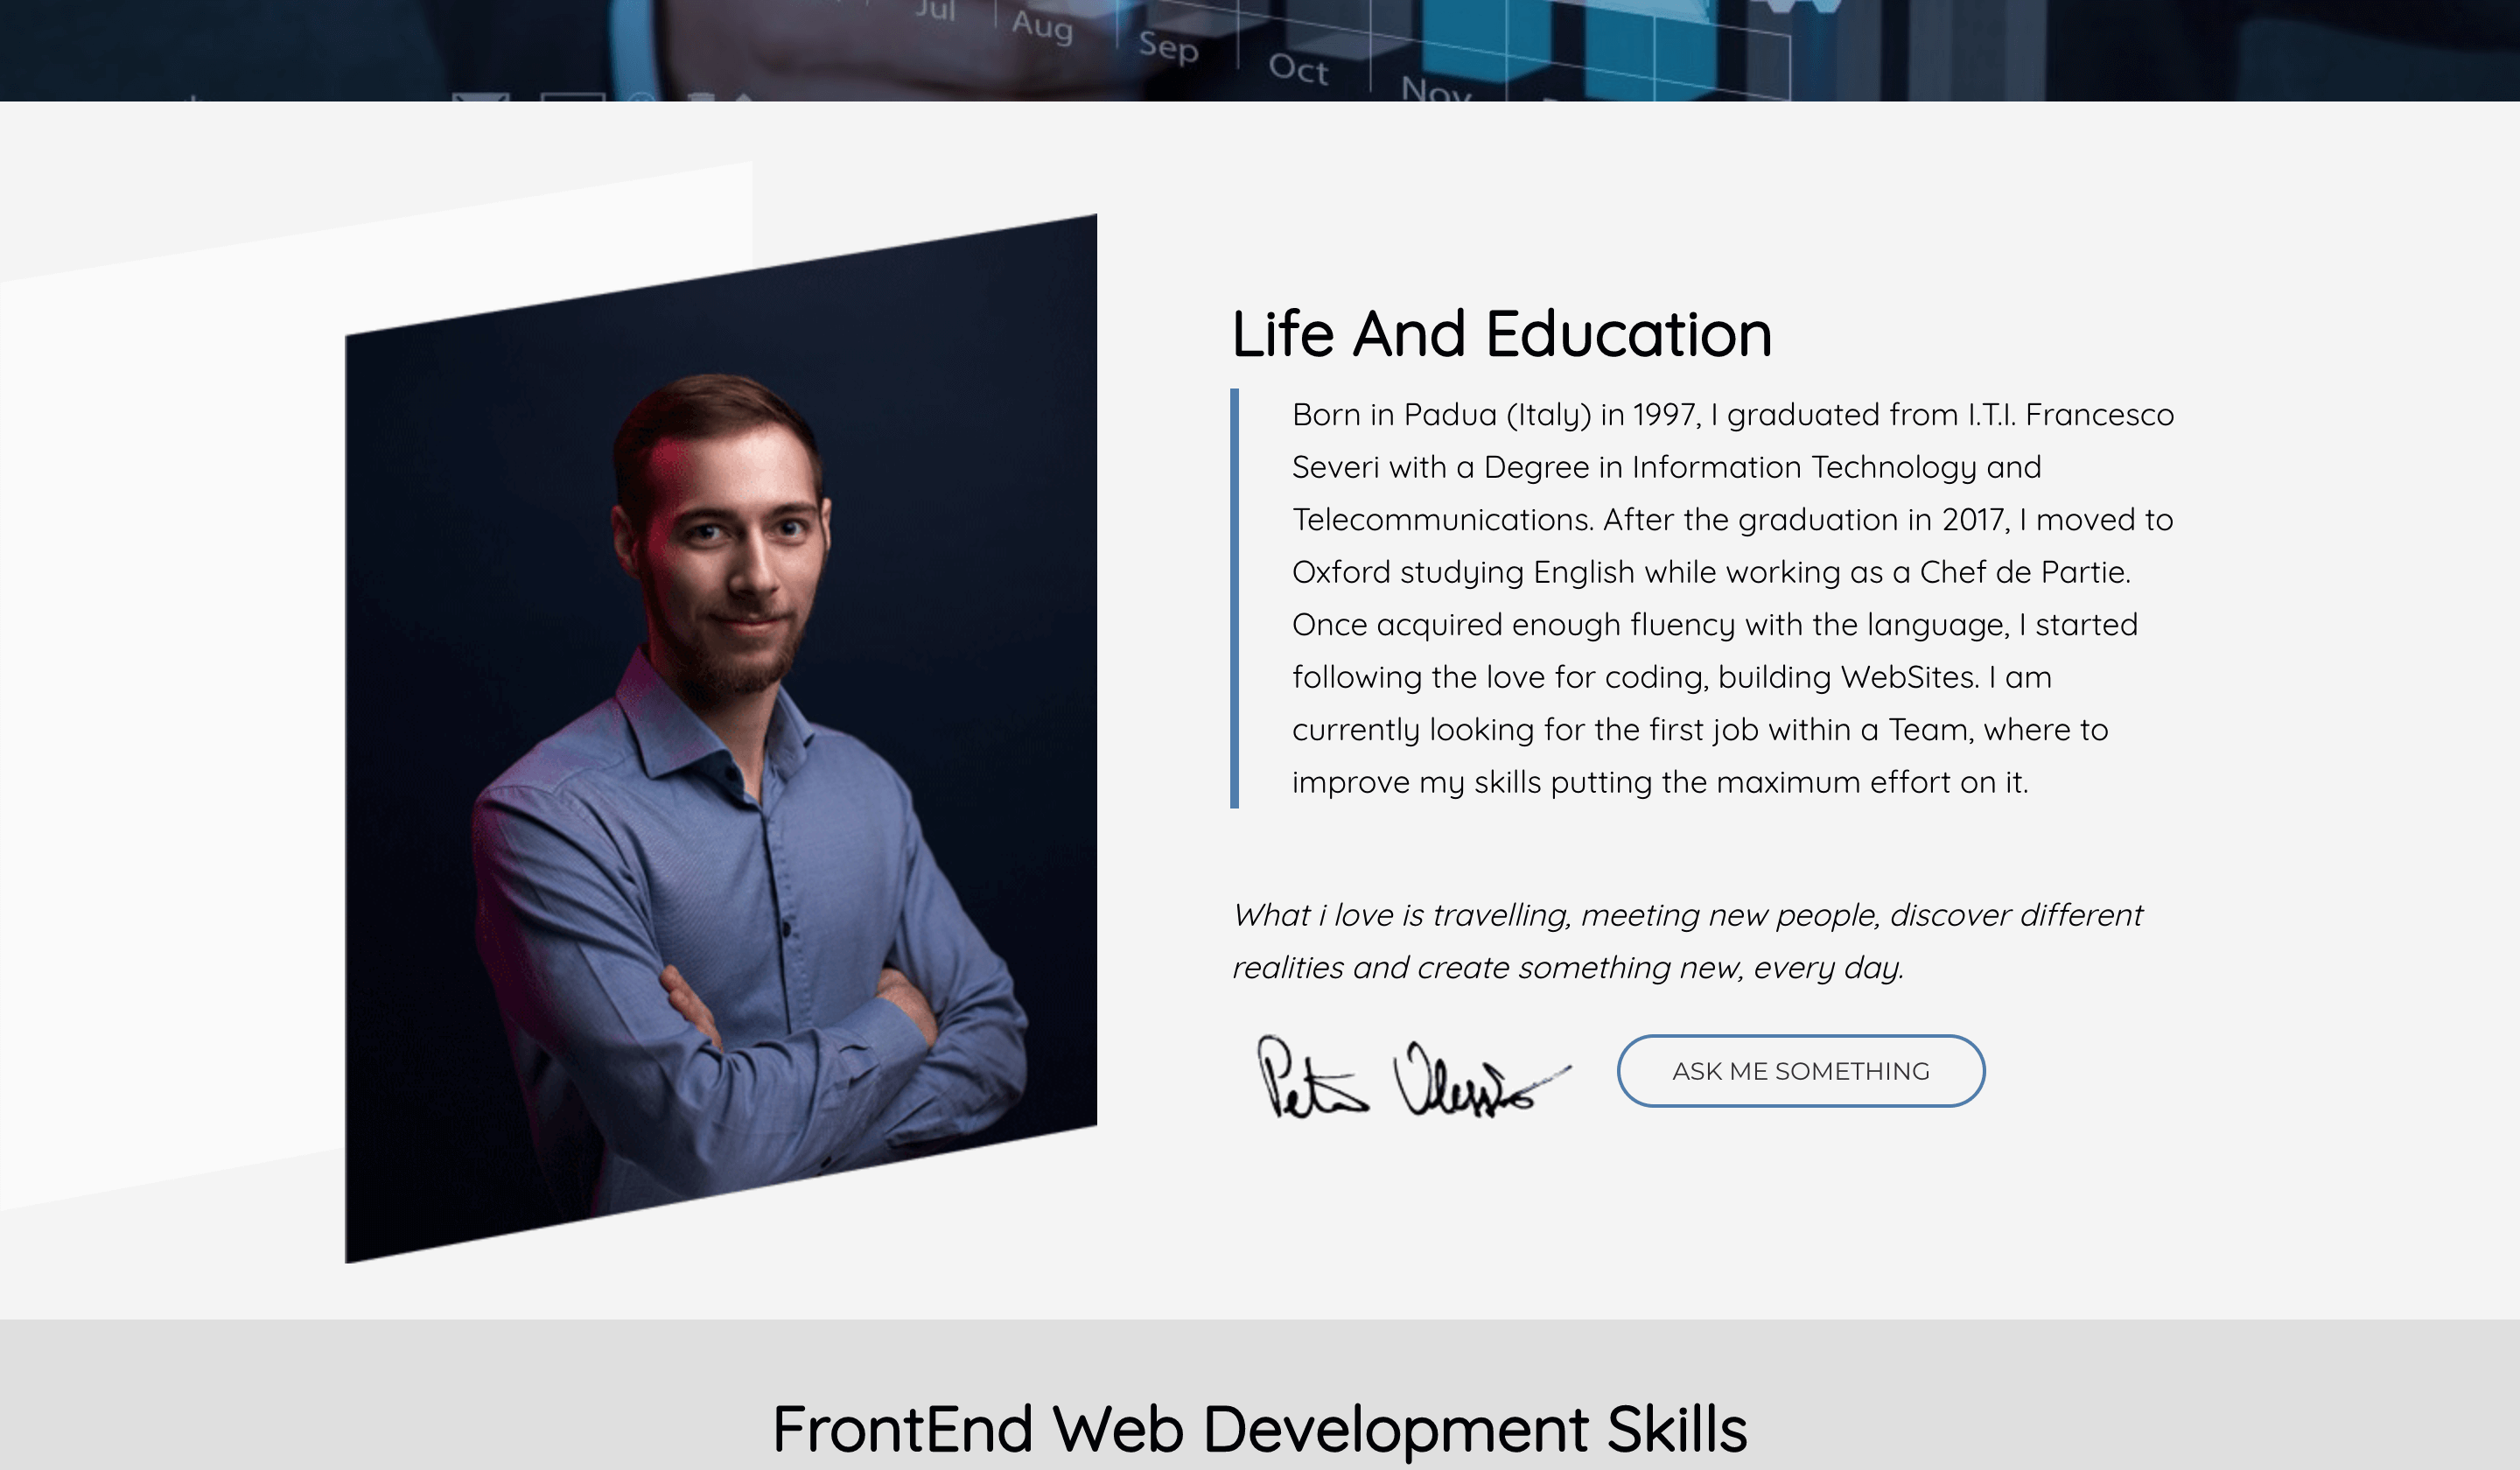 Jul
Aug
Sep
Oct
Nov
Life And Education
Born in Padua (Italy) in 1997, I graduated from I.T.I. Francesco
Severi with a Degree in Information Technology and
Telecommunications. After the graduation in 2017, I moved to
Oxford studying English while working as a Chef de Partie.
Once acquired enough fluency with the language, I started
following the love for coding, building WebSites. I am
currently looking for the first job within a Team, where to
improve my skills putting the maximum effort on it.
What i love is travelling, meeting new people, discover different
realities and create something new, every day.
ASK ME SOMETHING
FrontEnd Web Development Skills